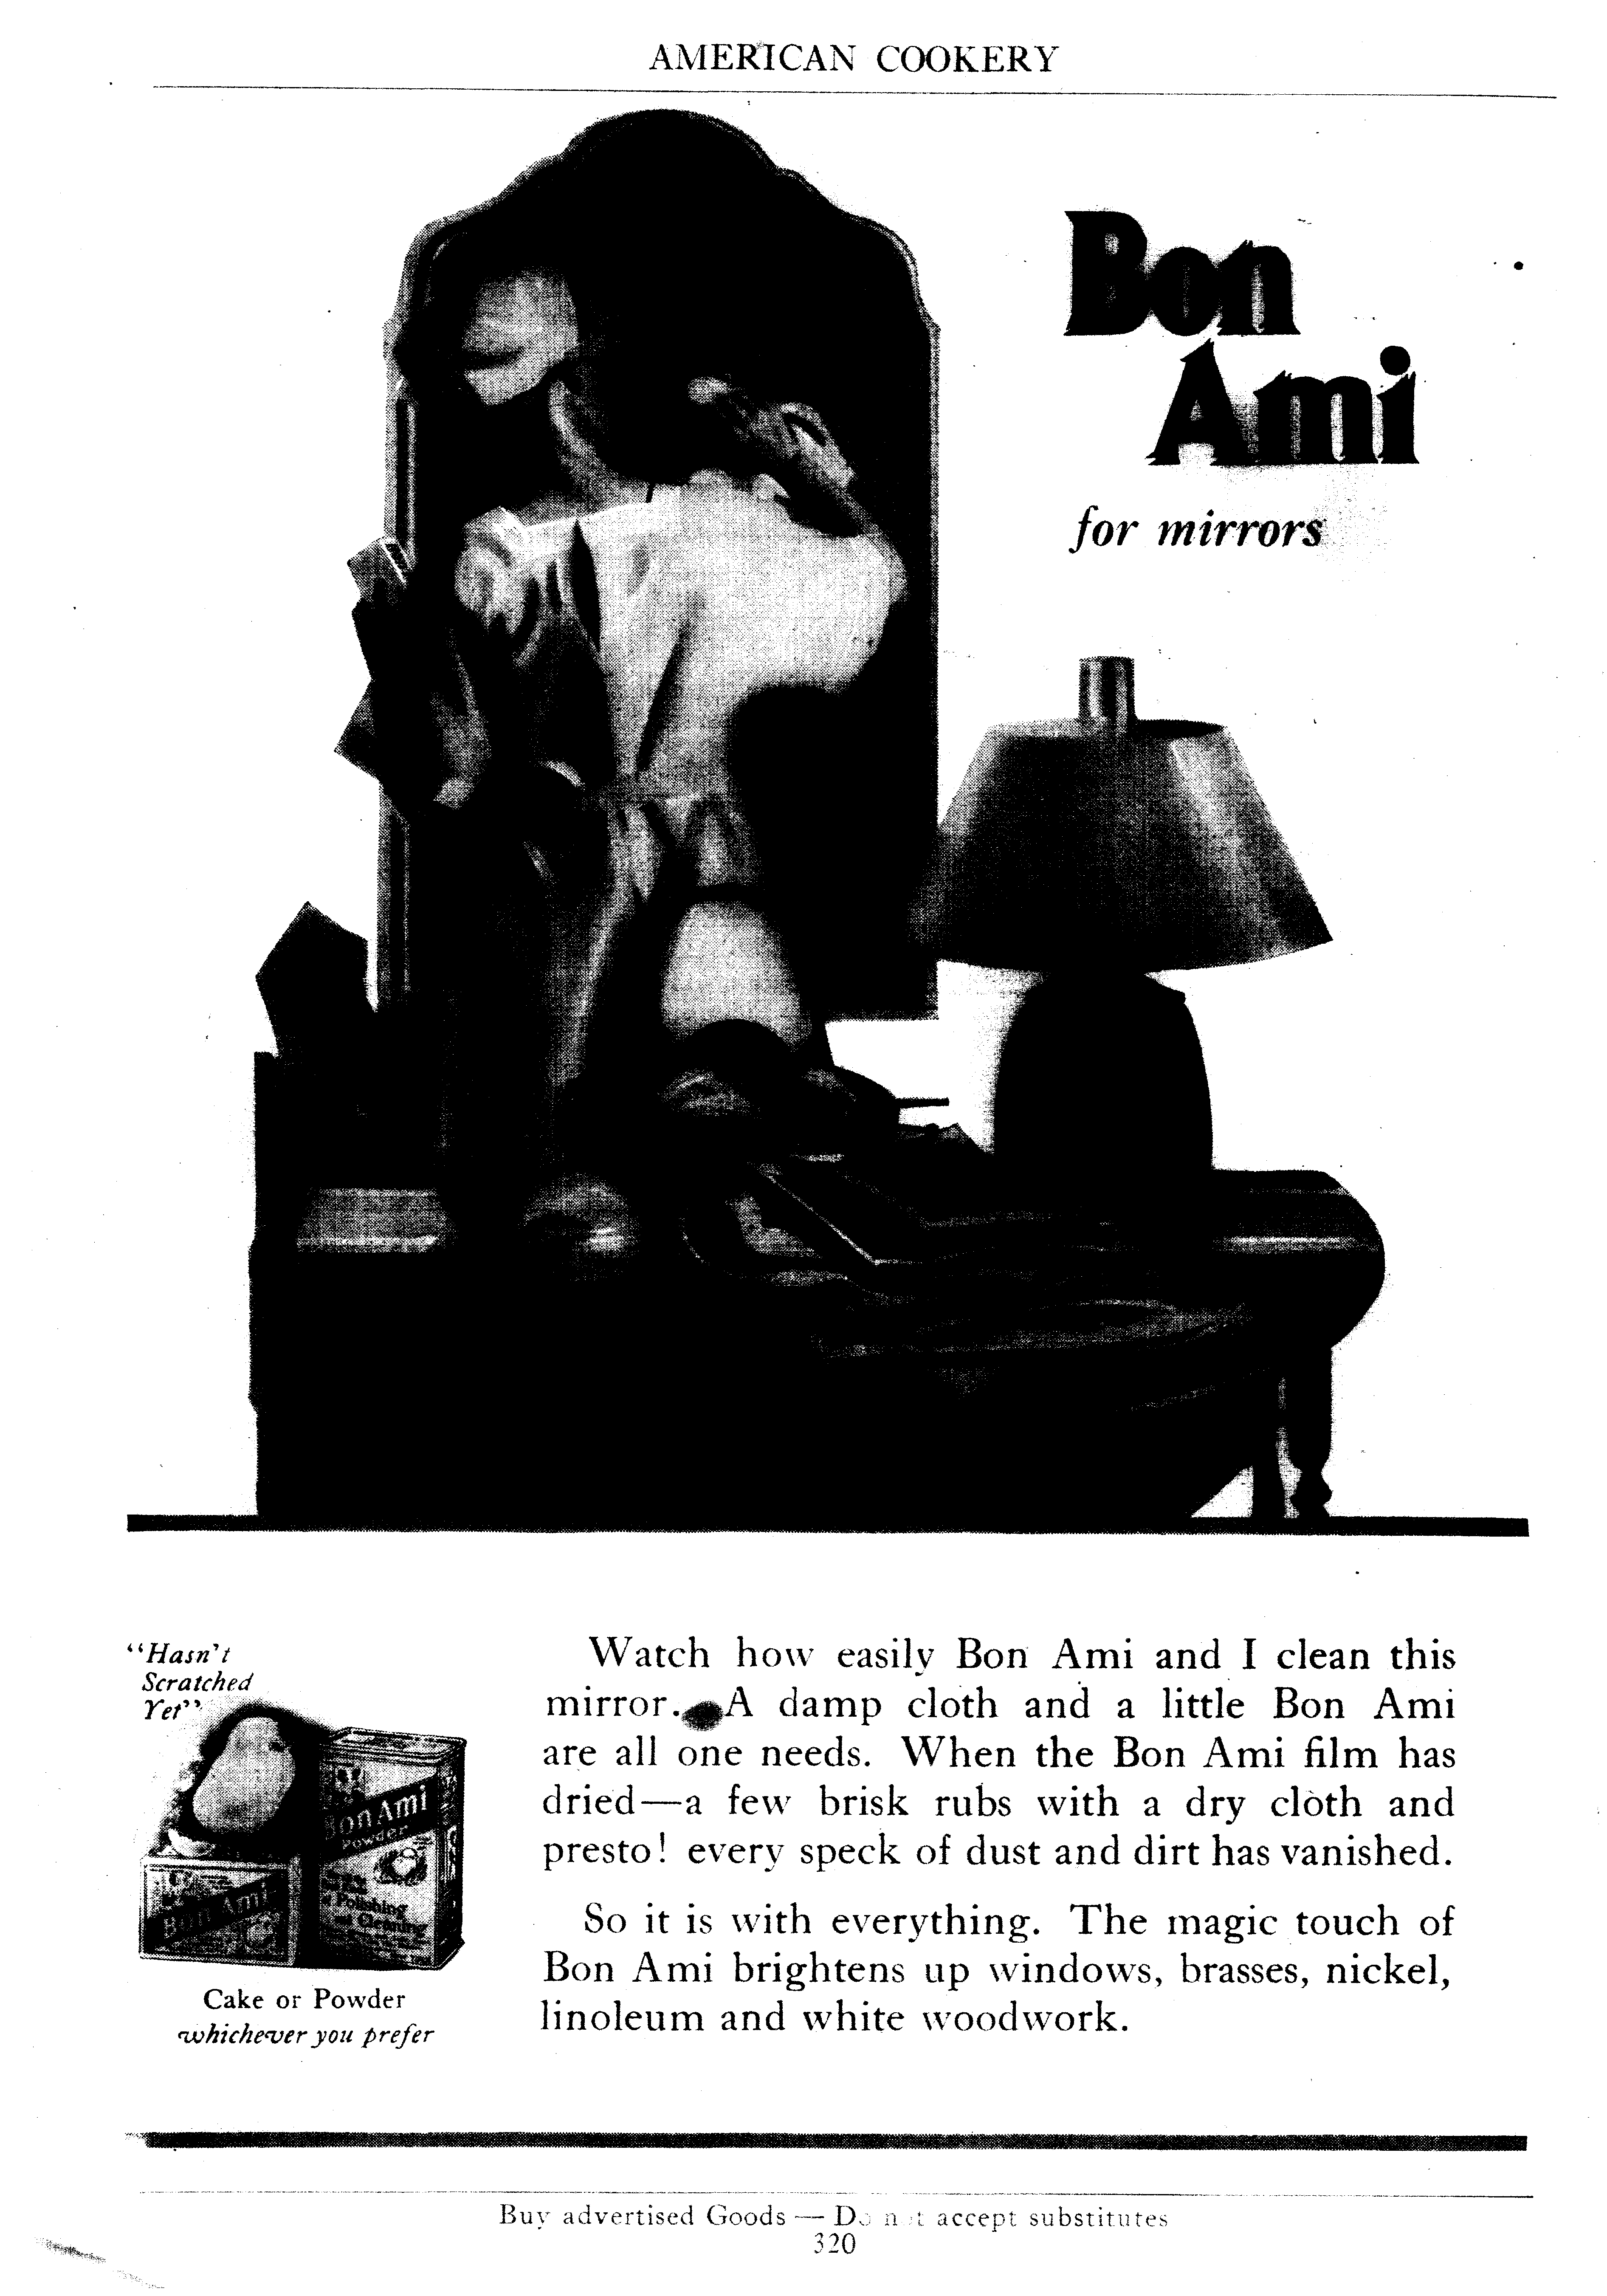 AMERICAN COOKERY
Bon
Ami
for mirrors
"Hasn't
Scratched
Yet"
Bon Ami
Powder
Polishing
Cleaning
Bon Ami
Cake or Powder
whichever you prefer
Watch how easily Bon Ami and I clean this
mirror. A damp cloth and a little Bon Ami
are all one needs. When the Bon Ami film has
dried—a few brisk rubs with a dry cloth and
presto! every speck of dust and dirt has vanished.
So it is with everything. The magic touch of
Bon Ami brightens up windows, brasses, nickel,
linoleum and white woodwork.
Buy advertised Goods — Do not accept substitutes
320